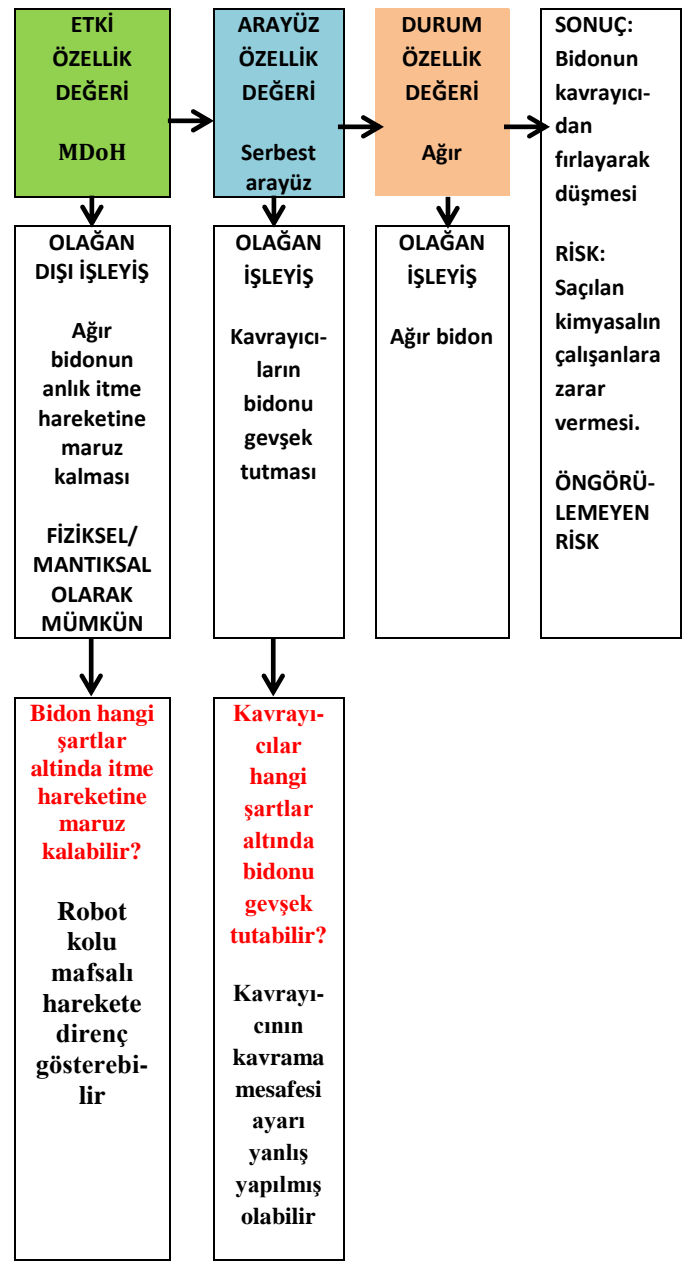 ETKİ
ÖZELLİK
DEĞERİ
MDoH
ARAYÜZ
ÖZELLİK
DEĞERİ
Serbest
arayüz
DURUM
ÖZELLİK
DEĞERİ
Ağır
SONUÇ:
Bidonun
kavrayıcı-
dan
fırlayarak
düşmesi
RİSK:
Saçılan
kimyasalın
çalışanlara
zarar
vermesi.
ÖNGÖRÜ-
LEMEYEN
RİSK
OLAĞAN
DIŞI İŞLEYİŞ
Ağır
bidonun
anlık itme
hareketine
maruz
kalması
FİZİKSEL/
MANTIKSAL
OLARAK
MÜMKÜN
OLAĞAN
İŞLEYİŞ
Kavrayıcı-
ların
bidonu
gevşek
tutması
OLAĞAN
İŞLEYİŞ
Ağır bidon
Bidon hangi
şartlar
altinda itme
hareketine
maruz
kalabilir?
Robot
kolu
mafsalı
harekete
direnç
gösterebi-
lir
Kavrayı-
cılar
hangi
şartlar
altında
bidonu
gevşek
tutabilir?
Kavrayı-
cının
kavrama
mesafesi
ayarı
yanlış
yapılmış
olabilir